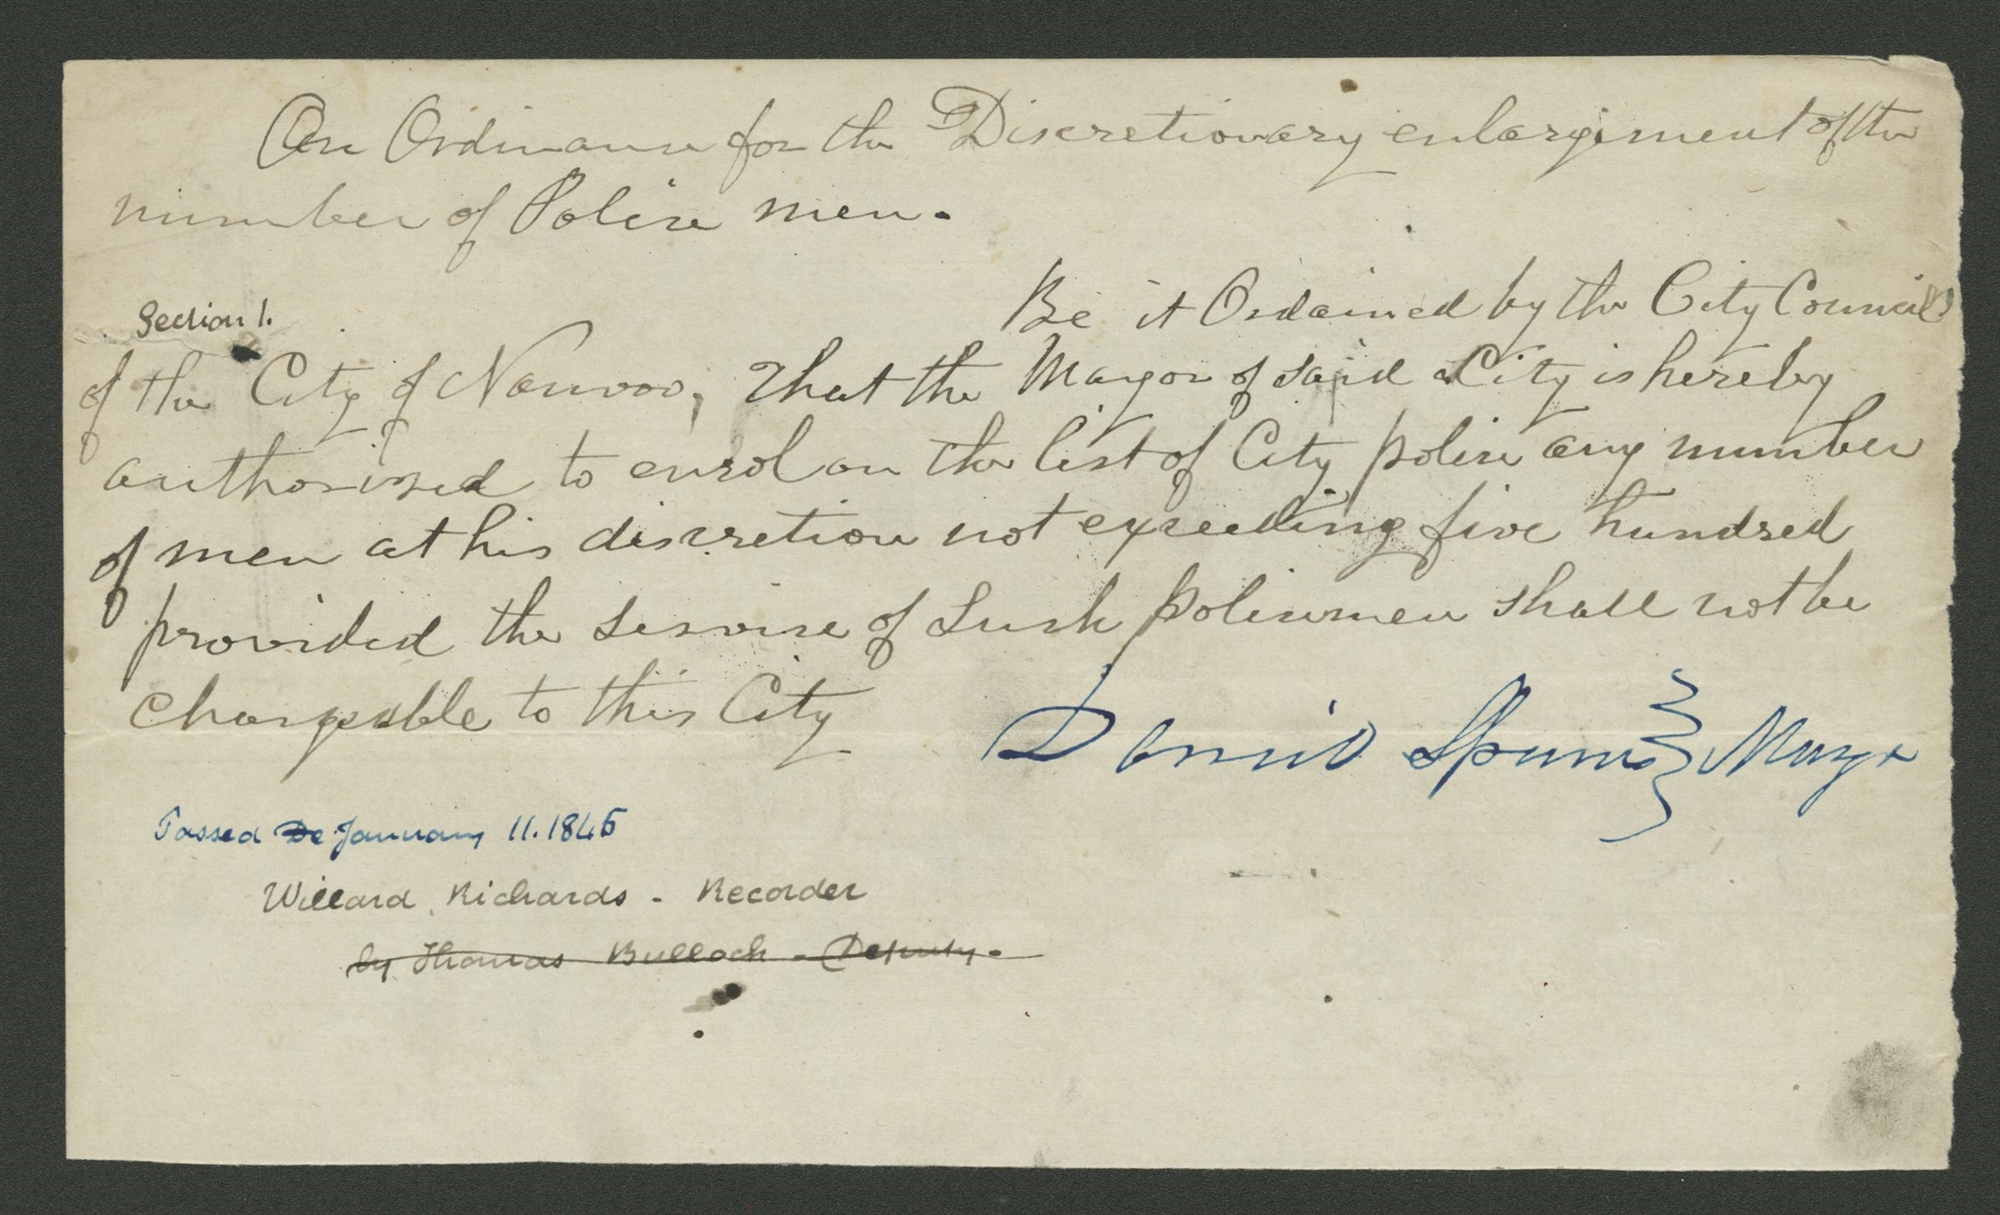 An Ordinance for the Discretionary enlargement of the
number of Police men.
Section 1. Be it Ordained by the City Council
of the City of Nauvoo, That the Mayor of said City is hereby
authorized to enrol on the list of City police any number
of men at his discretion not exceeding five hundred
provided the service of such policemen shall not be
chargeable to this City
Daniel Spencer Mayor
Passed De January 11. 1845
Willard Richards - Recorder
by Thomas Bullock - Deputy -